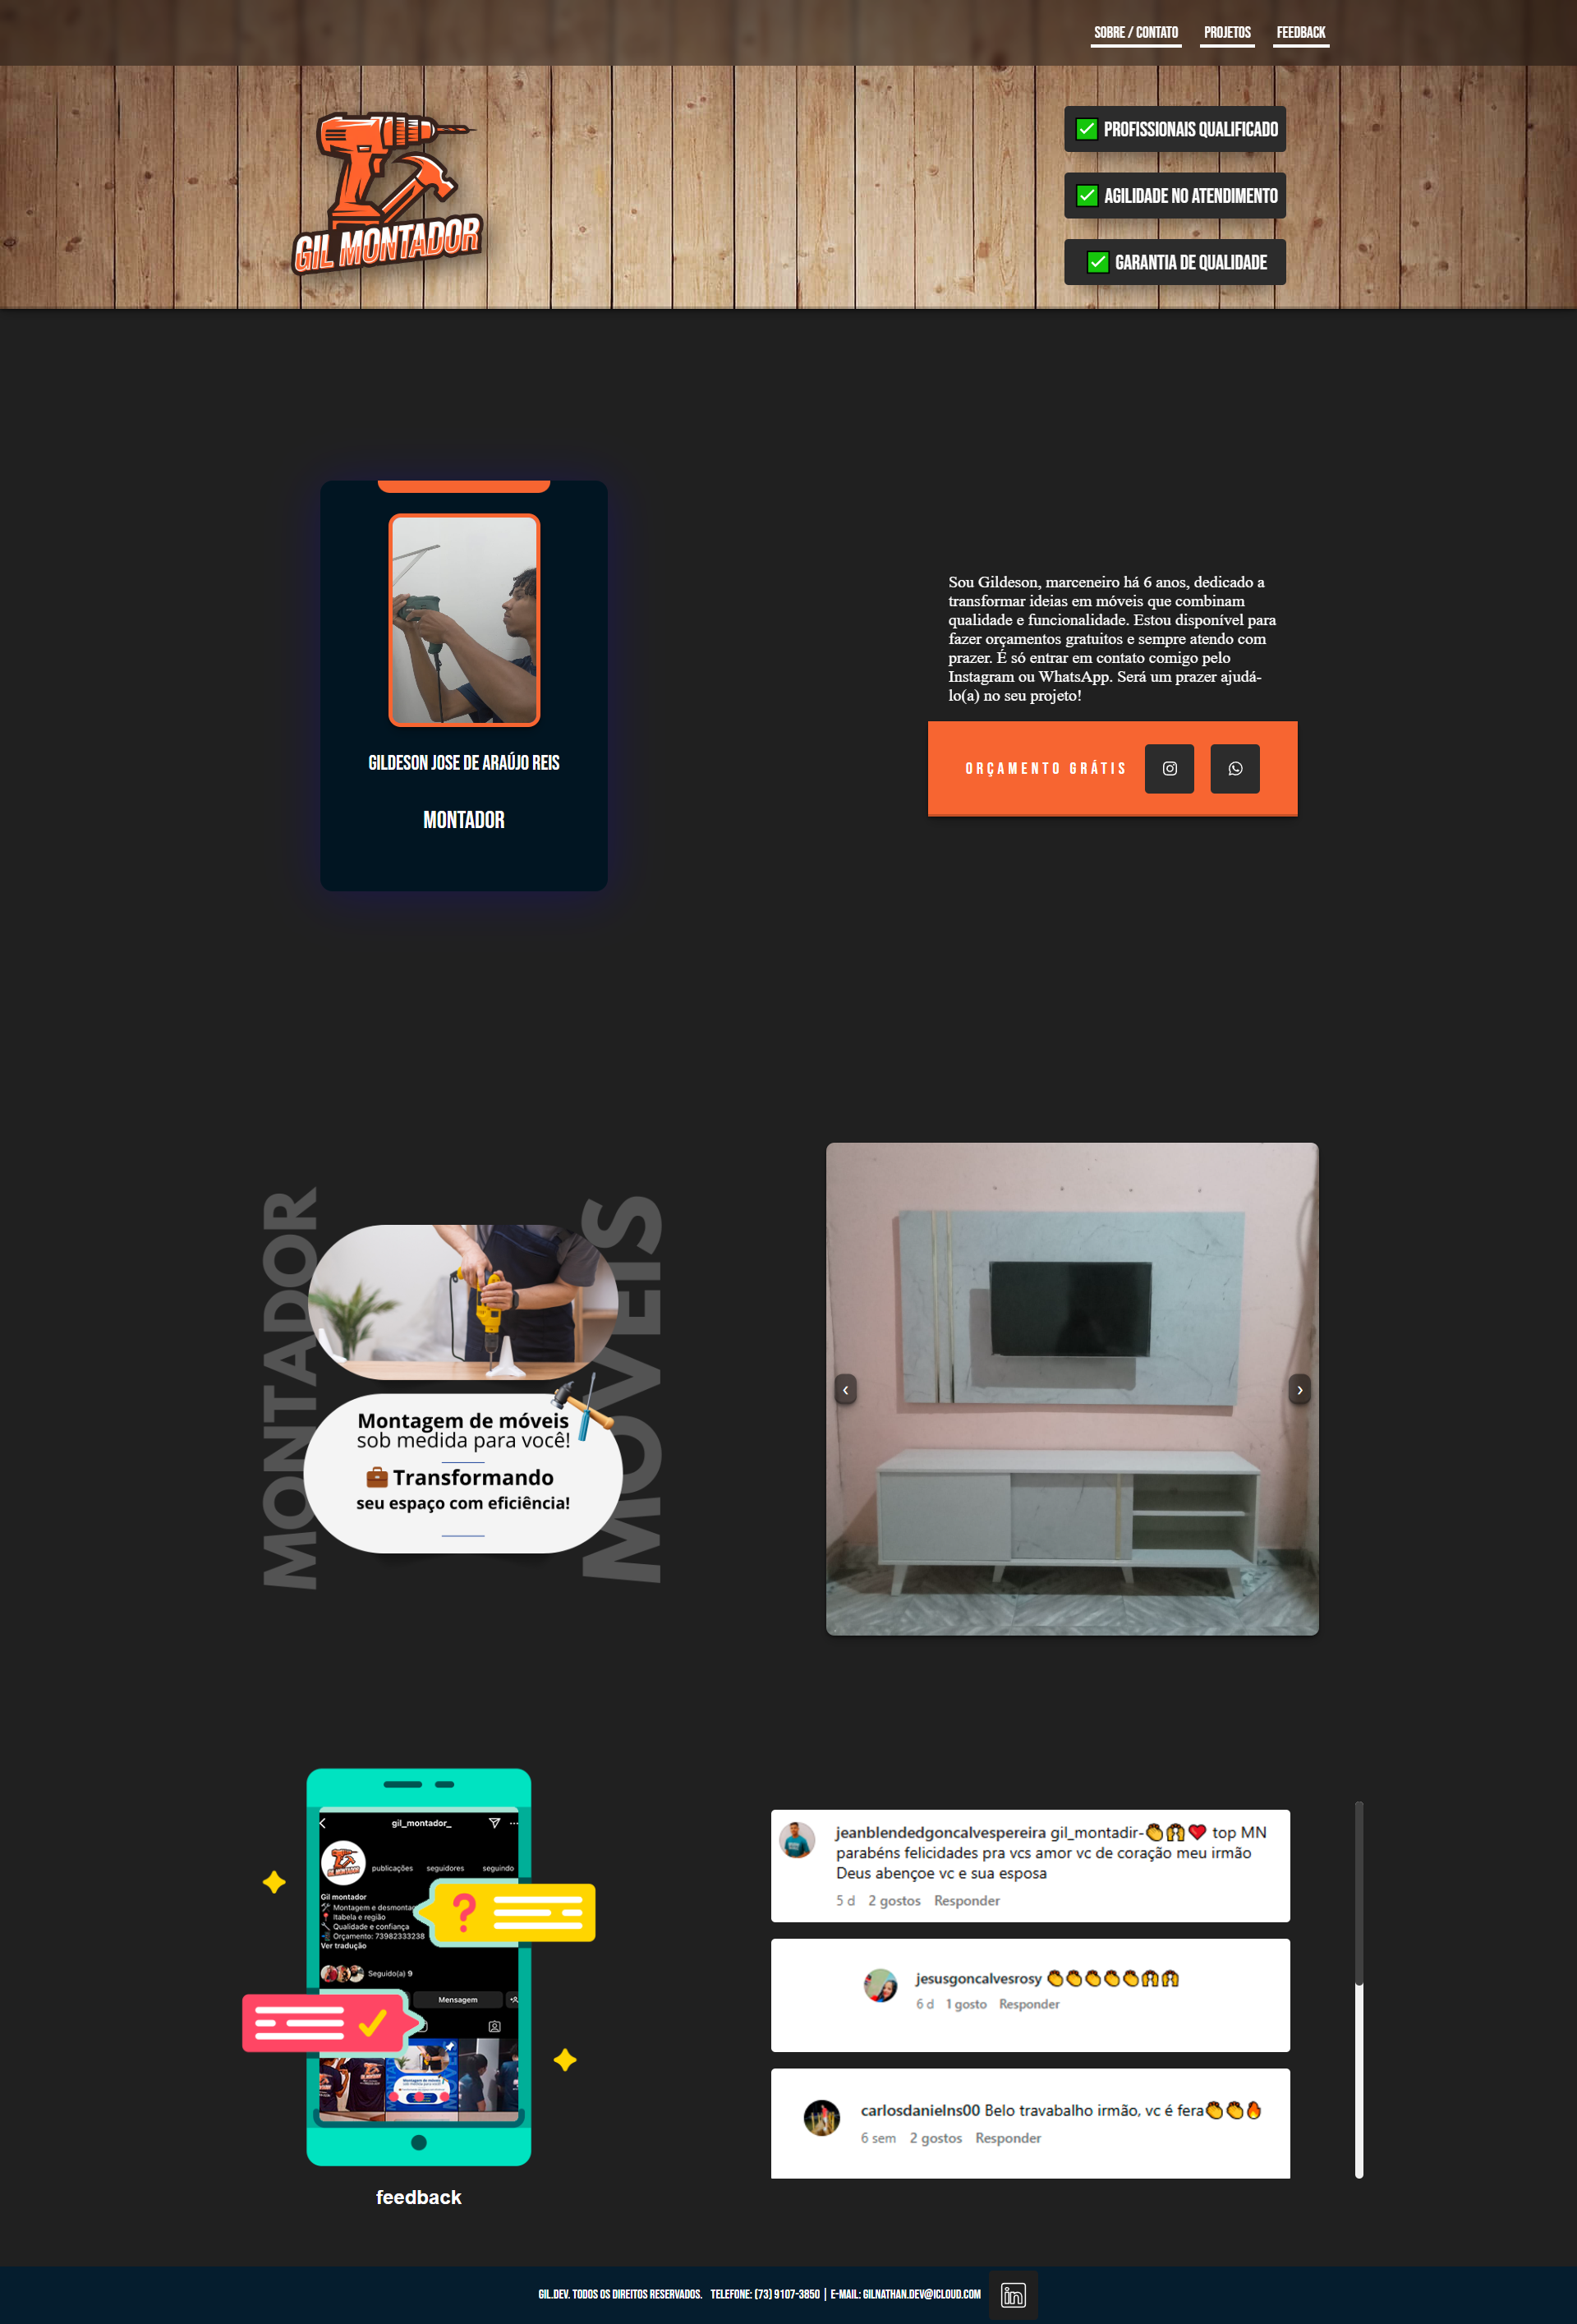 SOBRE / CONTATO
PROJETOS
FEEDBACK
GIL MONTADOR
PROFISSIONAIS QUALIFICADO
AGILIDADE NO ATENDIMENTO
GARANTIA DE QUALIDADE
GILDESON JOSE DE ARAÚJO REIS
MONTADOR
Sou Gildeson, marceneiro há 6 anos, dedicado a
transformar ideias em móveis que combinam
qualidade e funcionalidade. Estou disponível para
fazer orçamentos gratuitos e sempre atendo com
prazer. É só entrar em contato comigo pelo
Instagram ou WhatsApp. Será um prazer ajudá-
lo(a) no seu projeto!
ORÇAMENTO GRÁTIS
MONTADOR
MOVEIS
Montagem de móveis
sob medida para você!
💼 Transformando
seu espaço com eficiência!
gil_montador_
publicações seguidores seguindo
Gil montador
Montagem e desmontag
Itabela e região
Qualidade e confiança
Orçamento: 73982333238
Ver tradução
Seguido(a) 9
Mensagem
feedback
jeanblendedgoncalvespereira gil_montadir-👏🙌❤️ top MN
parabéns felicidades pra vcs amor vc de coração meu irmão
Deus abençoe vc e sua esposa
5 d 2 gostos Responder
jesusgoncalvesrosy 👏👏👏👏👏🙌🙌
6 d 1 gosto Responder
carlosdanielns00 Belo travabalho irmão, vc é fera👏👏🔥
6 sem 2 gostos Responder
GIL.DEV. TODOS OS DIREITOS RESERVADOS. TELEFONE: (73) 9107-3850 | E-MAIL: GILNATHAN.DEV@ICLOUD.COM
in